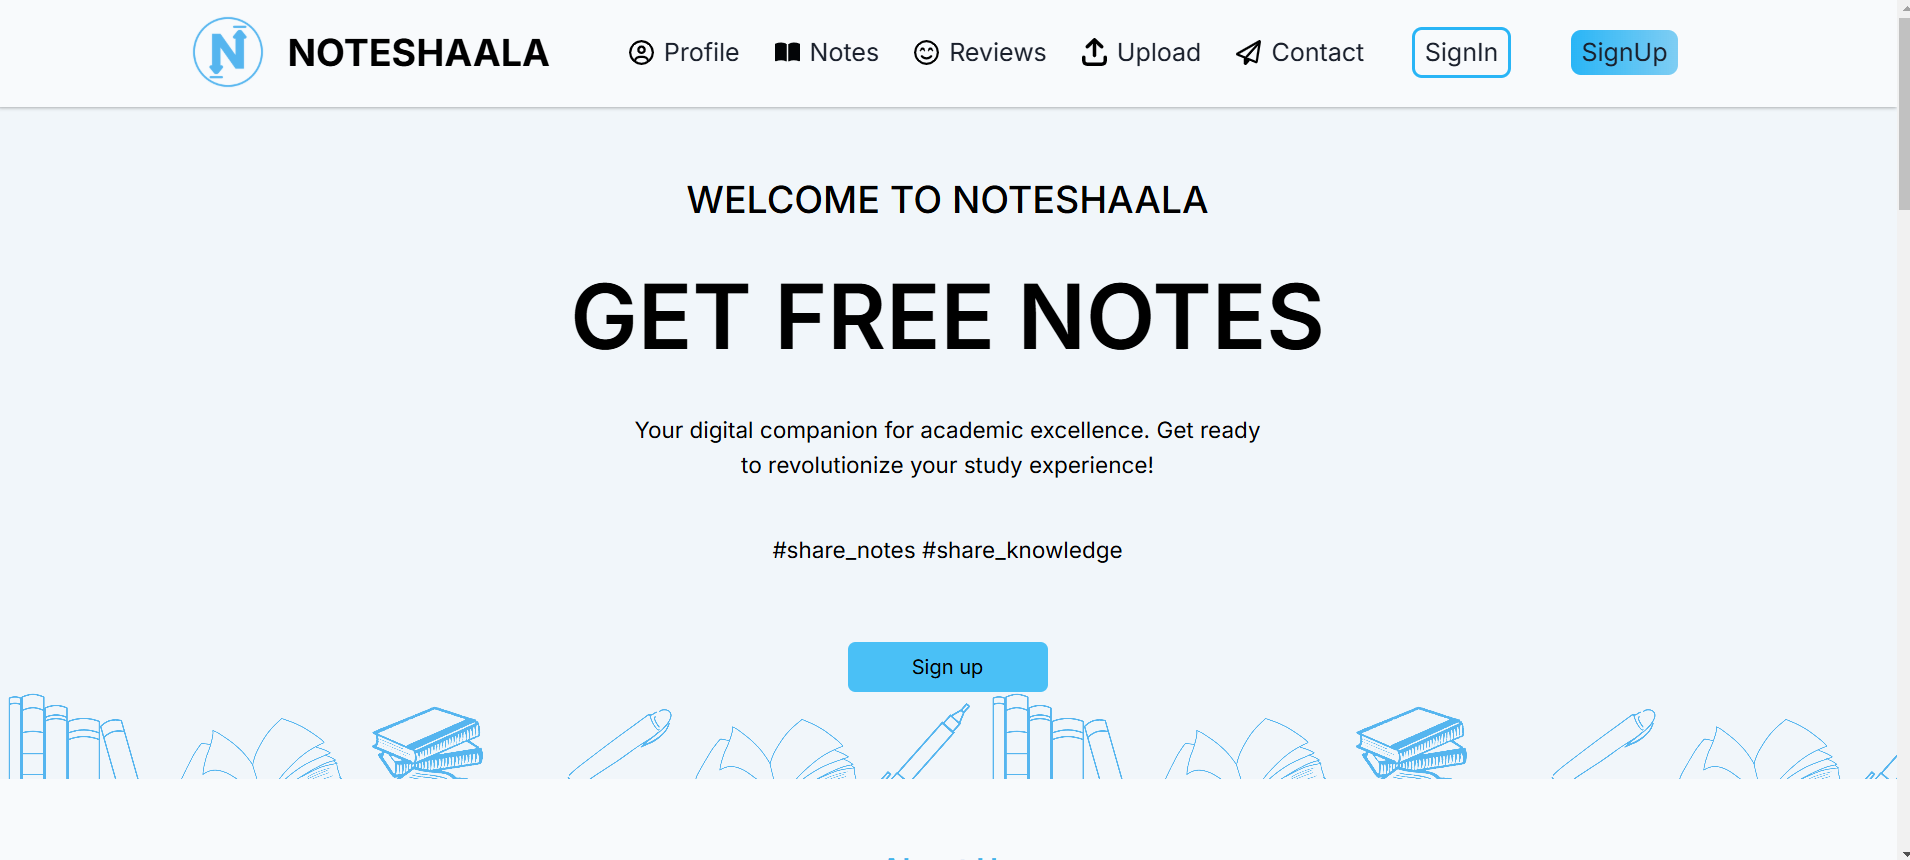 NOTESHAALA
Profile
Notes
Reviews
Upload
Contact
SignIn
SignUp
WELCOME TO NOTESHAALA
GET FREE NOTES
Your digital companion for academic excellence. Get ready
to revolutionize your study experience!
#share_notes #share_knowledge
Sign up